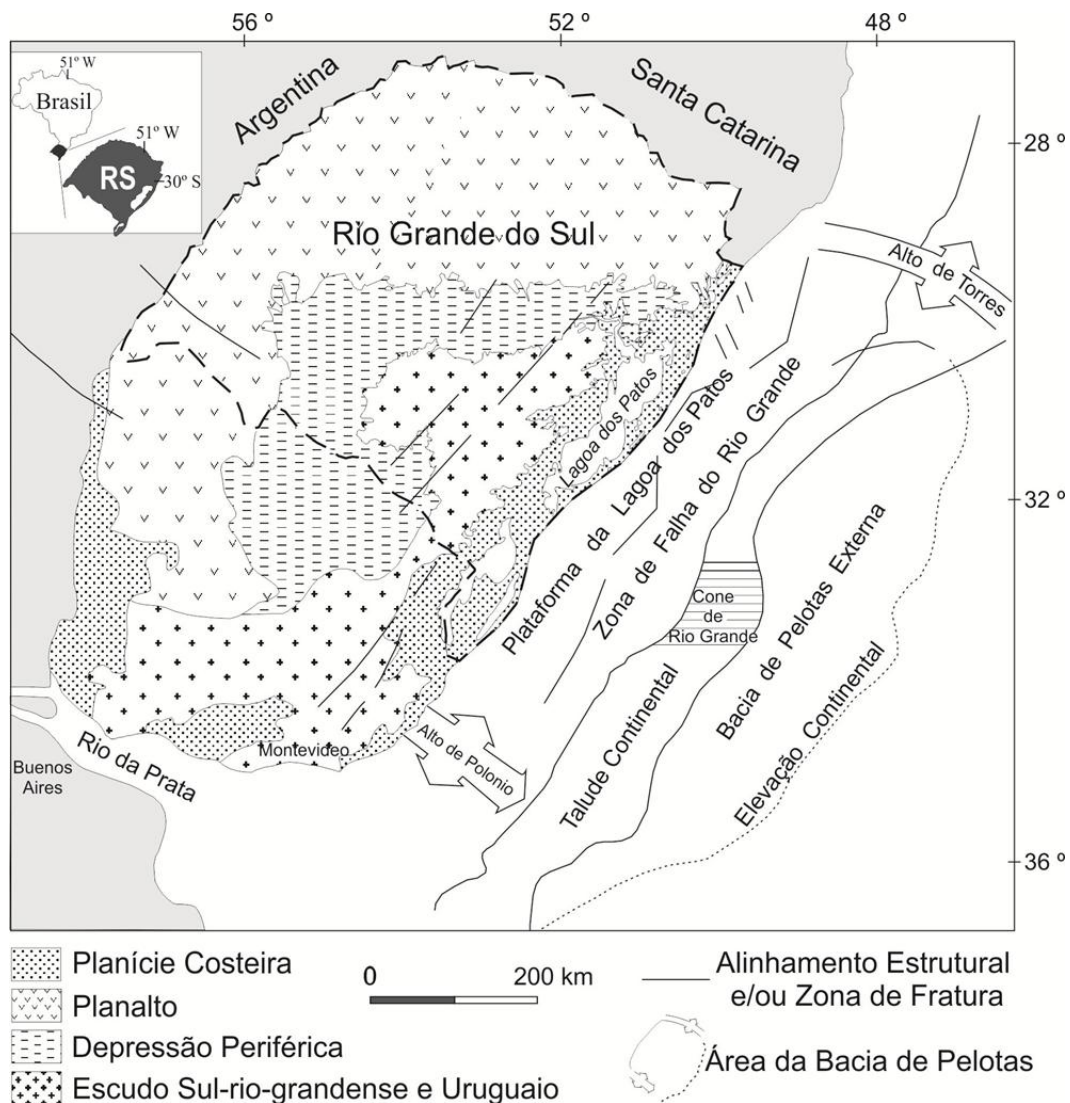 56 º
52 º
48 º
51º W
Brasil
51º W
RS
30º S
Argentina
Santa Catarina
28 º
Rio Grande do Sul
Alto de Torres
Lagoa dos Patos
Plataforma da Lagoa dos Patos
Zona de Falha do Rio Grande
32 º
Cone
de
Rio Grande
Bacia de Pelotas Externa
Talude Continental
Elevação Continental
Alto de Polonio
Montevideo
Rio da Prata
Buenos
Aires
36 º
Planície Costeira
Planalto
Depressão Periférica
Escudo Sul-rio-grandense e Uruguaio
0
200 km
Alinhamento Estrutural
e/ou Zona de Fratura
Área da Bacia de Pelotas